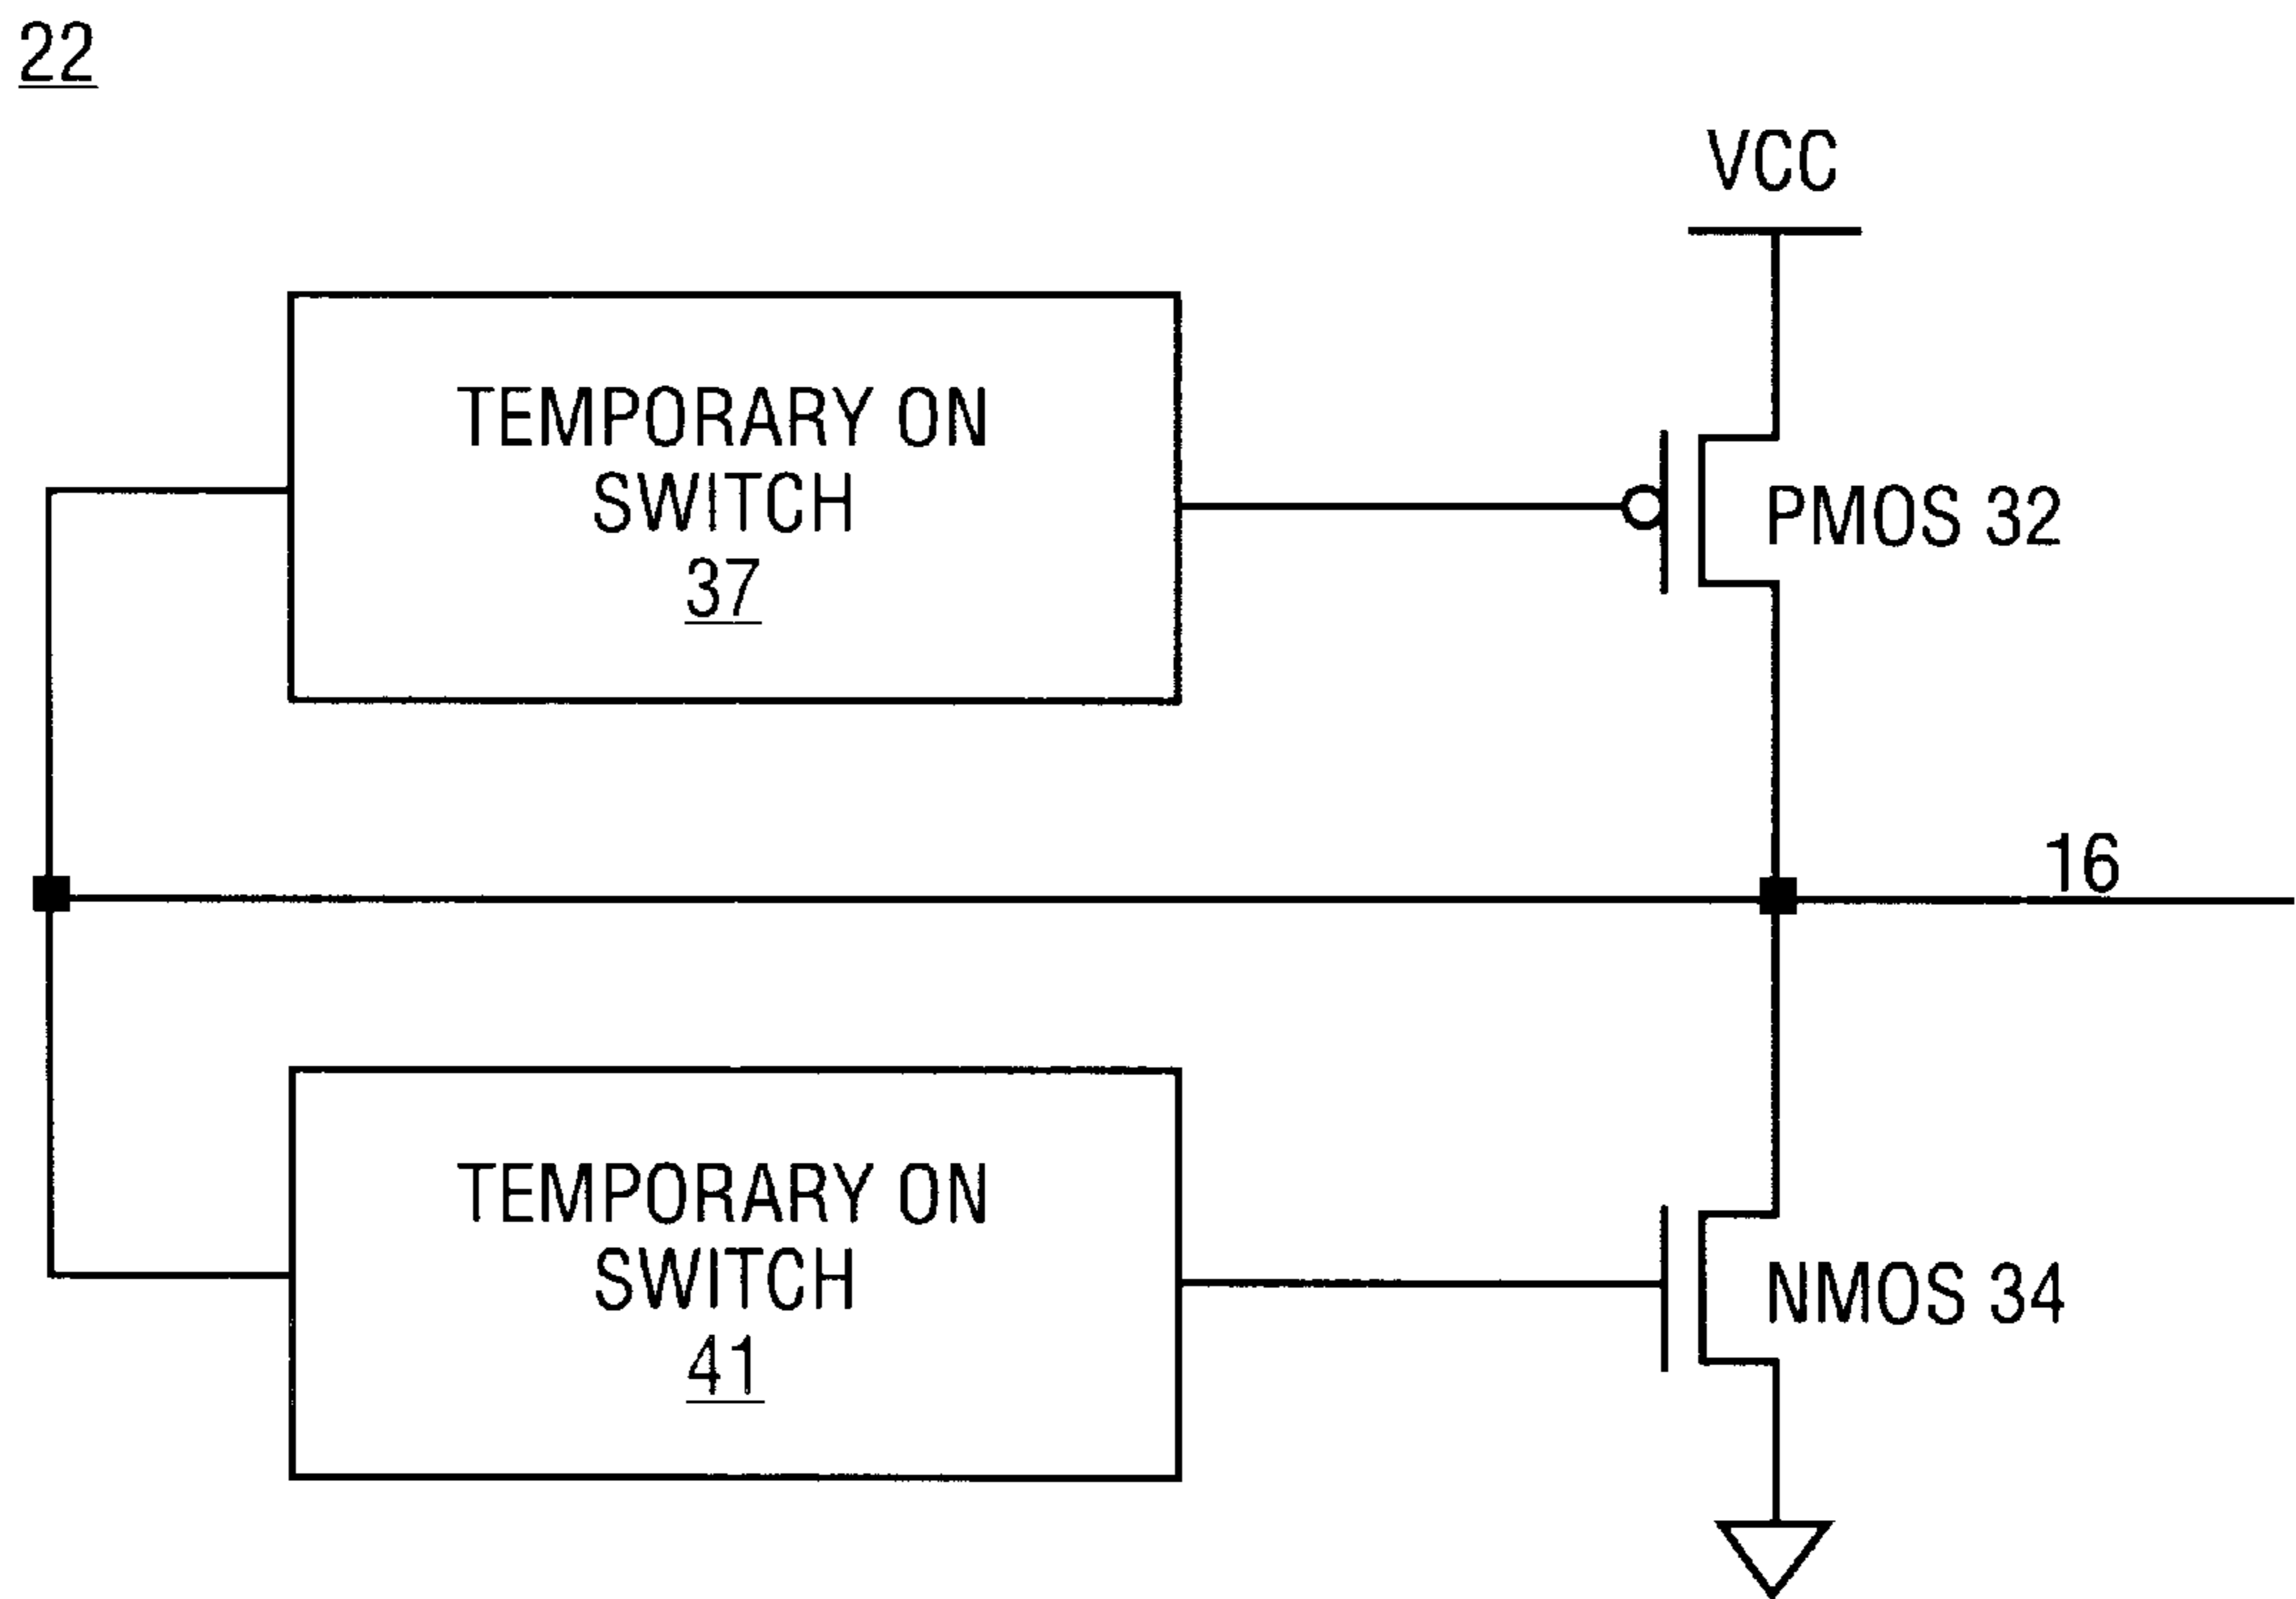 22
VCC
TEMPORARY ON
SWITCH
37
PMOS 32
16
TEMPORARY ON
SWITCH
41
NMOS 34